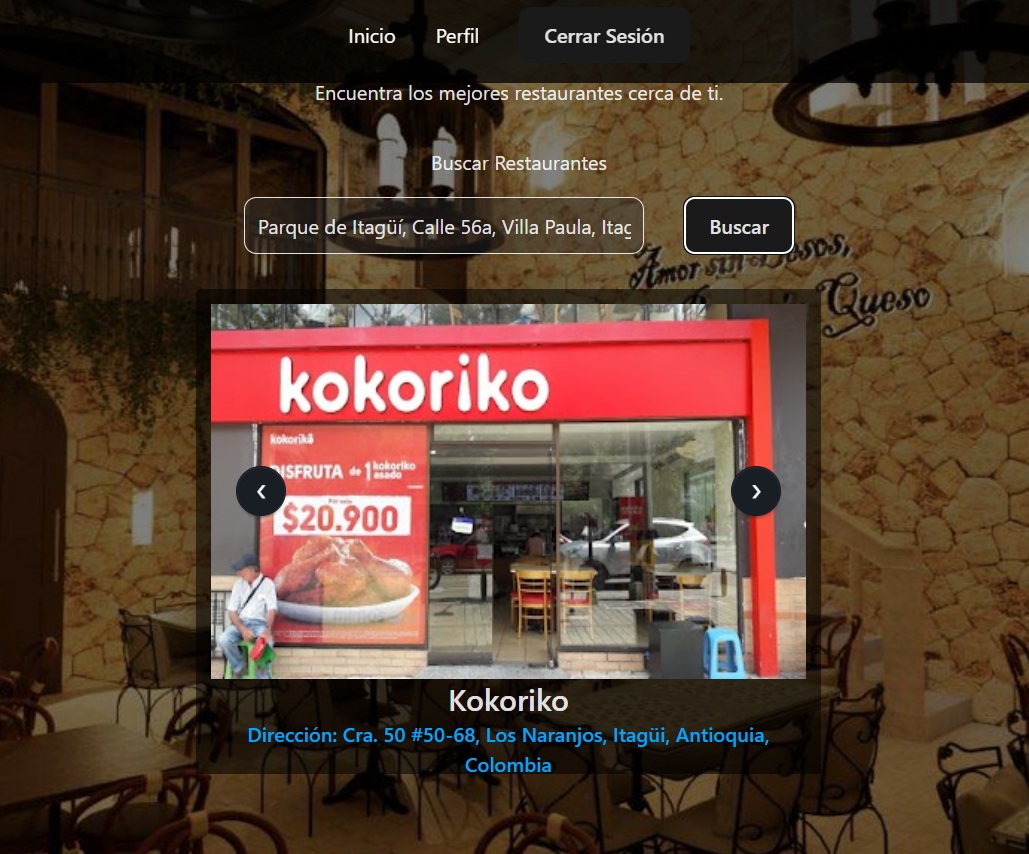 Inicio Perfil Cerrar Sesión
Encuentra los mejores restaurantes cerca de ti.
Buscar Restaurantes
Parque de Itagüí, Calle 56a, Villa Paula, Itag
Buscar
Amor sin Besos,
Queso
kokoriko
kokoriko
DISFRUTA de 1 kokoriko asado
Por solo
$20.900
‹ ›
Kokoriko
Dirección: Cra. 50 #50-68, Los Naranjos, Itagüi, Antioquia,
Colombia